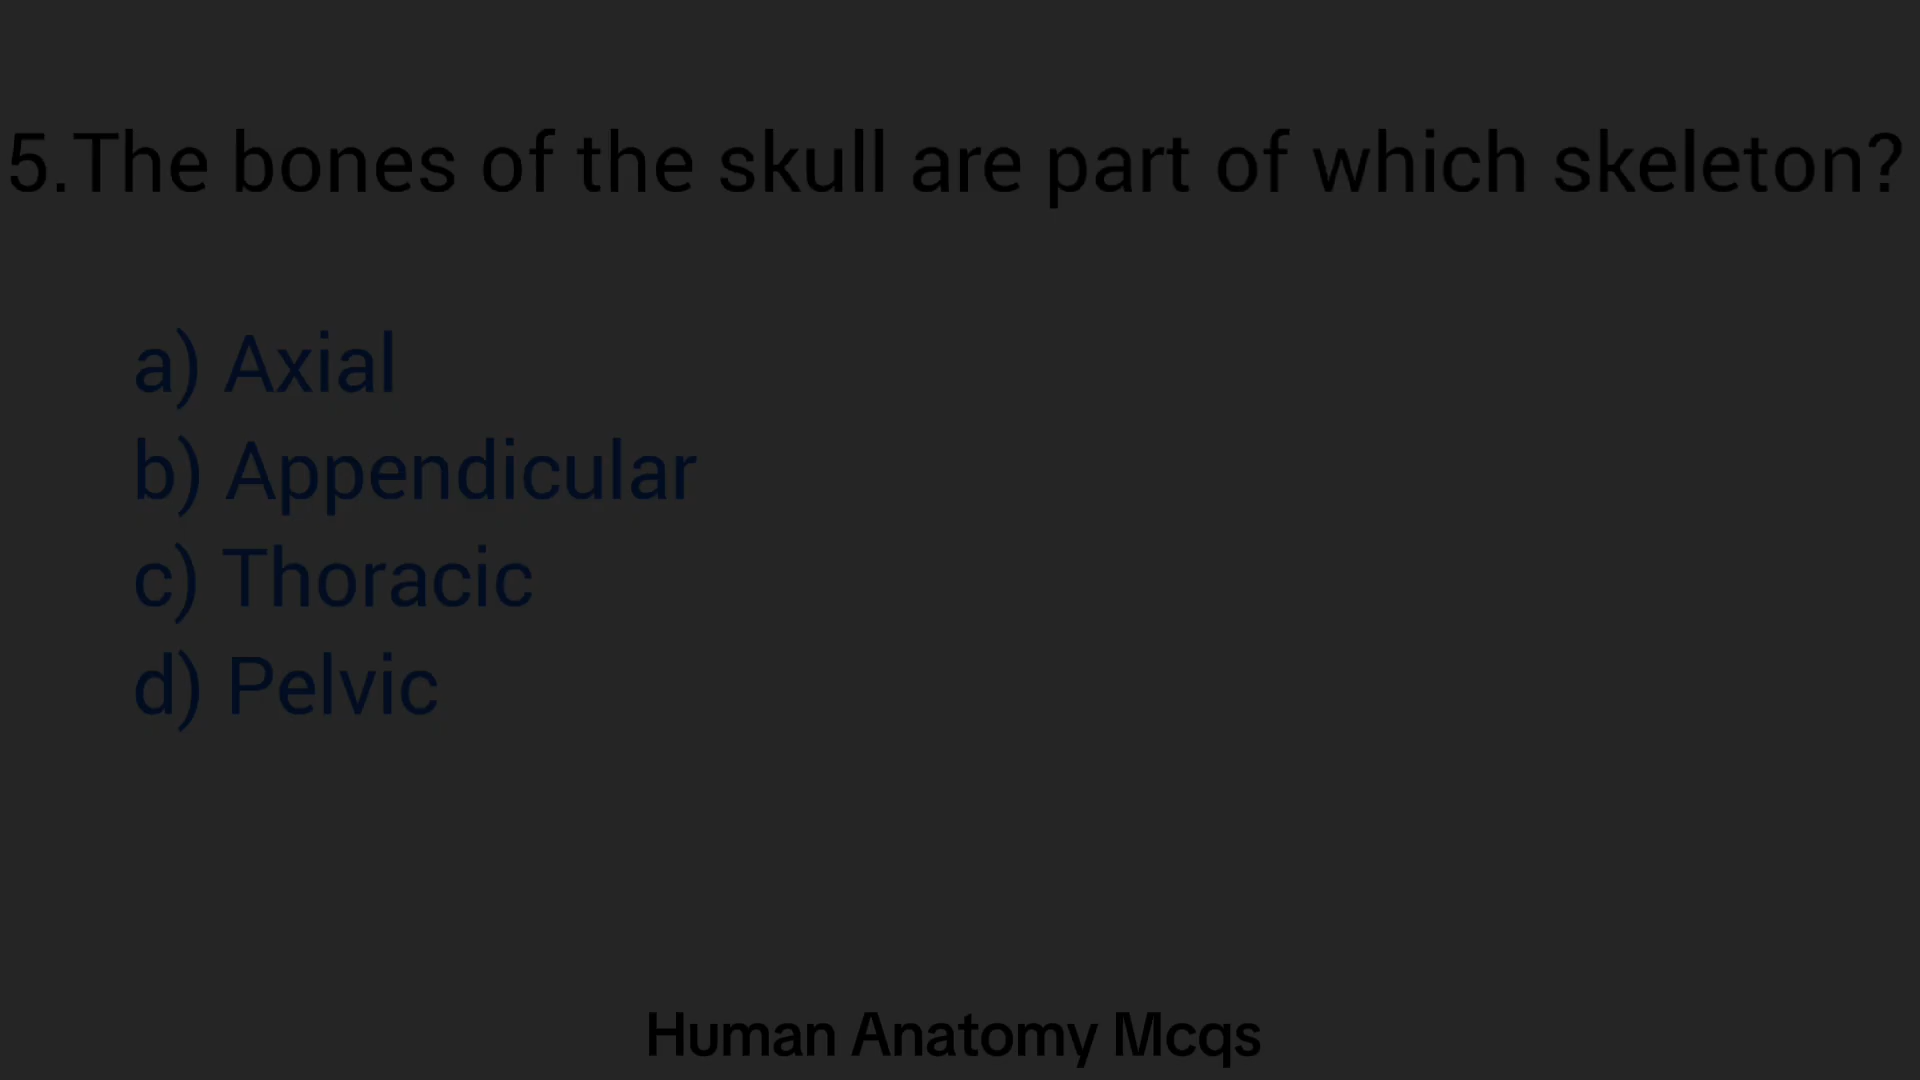 5.The bones of the skull are part of which skeleton?
a) Axial
b) Appendicular
c) Thoracic
d) Pelvic
Human Anatomy Mcqs